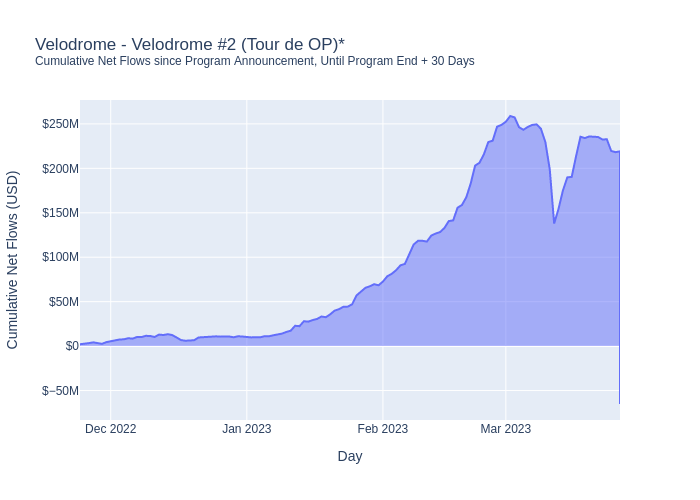 Velodrome - Velodrome #2 (Tour de OP)*
Cumulative Net Flows since Program Announcement, Until Program End + 30 Days
Cumulative Net Flows (USD)
$250M
$200M
$150M
$100M
$50M
$0
$−50M
Dec 2022
Jan 2023
Feb 2023
Mar 2023
Day